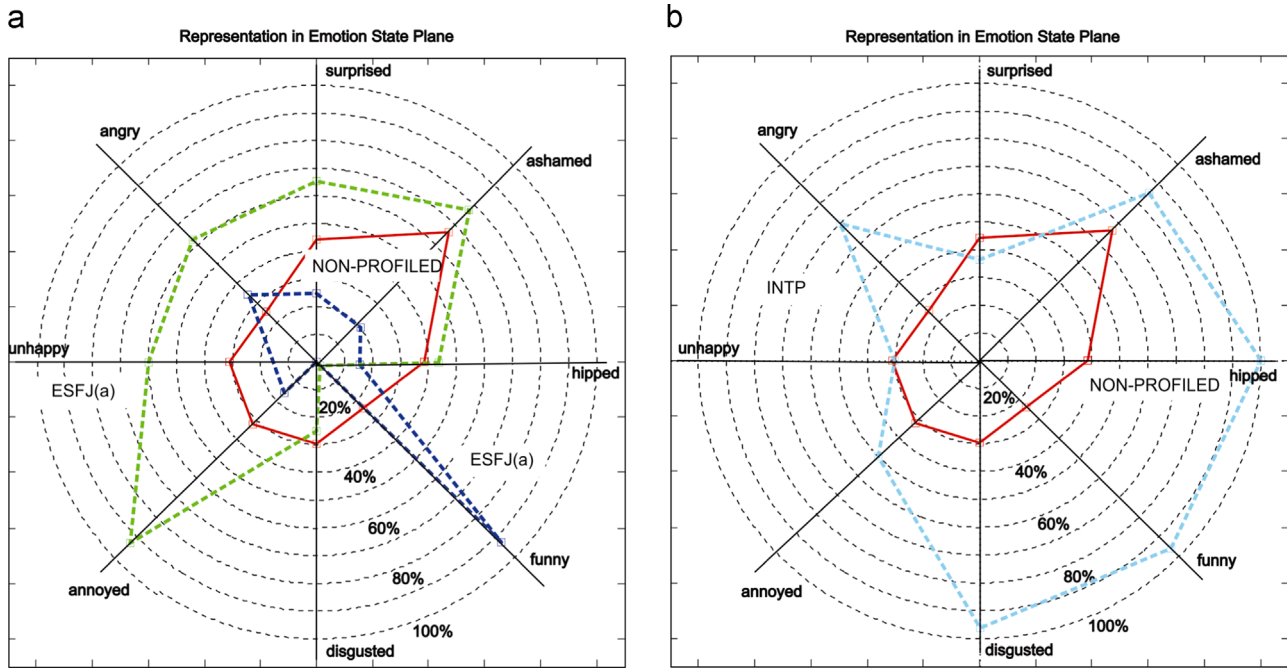 a
Representation in Emotion State Plane
surprised
angry
ashamed
NON-PROFILED
unhappy
hipped
ESFJ(a)
20%
ESFJ(a)
40%
60%
funny
80%
annoyed
100%
disgusted
b
Representation in Emotion State Plane
surprised
angry
ashamed
INTP
unhappy
hipped
NON-PROFILED
20%
40%
60%
funny
80%
annoyed
100%
disgusted